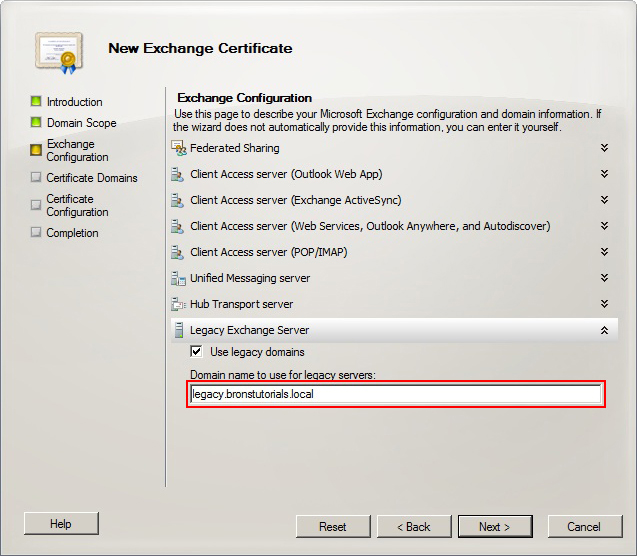 New Exchange Certificate
Introduction
Domain Scope
Exchange
Configuration
Certificate Domains
Certificate
Configuration
Completion
Exchange Configuration
Use this page to describe your Microsoft Exchange configuration and domain information. If
the wizard does not automatically provide this information, you can enter it yourself.
Federated Sharing
Client Access server (Outlook Web App)
Client Access server (Exchange ActiveSync)
Client Access server (Web Services, Outlook Anywhere, and Autodiscover)
Client Access server (POP/IMAP)
Unified Messaging server
Hub Transport server
Legacy Exchange Server
Use legacy domains
Domain name to use for legacy servers:
legacy.bronstutorials.local
Help
Reset
< Back
Next >
Cancel